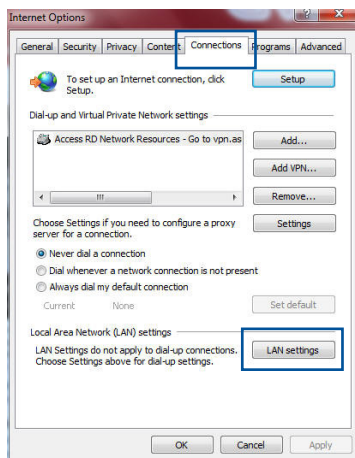 Internet Options
General Security Privacy Content Connections Programs Advanced
To set up an Internet connection, click
Setup.
Setup
Dial-up and Virtual Private Network settings
Access RD Network Resources - Go to vpn.as
Add...
Add VPN...
Remove...
Choose Settings if you need to configure a proxy
server for a connection.
Settings
Never dial a connection
Dial whenever a network connection is not present
Always dial my default connection
Current None
Set default
Local Area Network (LAN) settings
LAN Settings do not apply to dial-up connections.
Choose Settings above for dial-up settings.
LAN settings
OK Cancel Apply